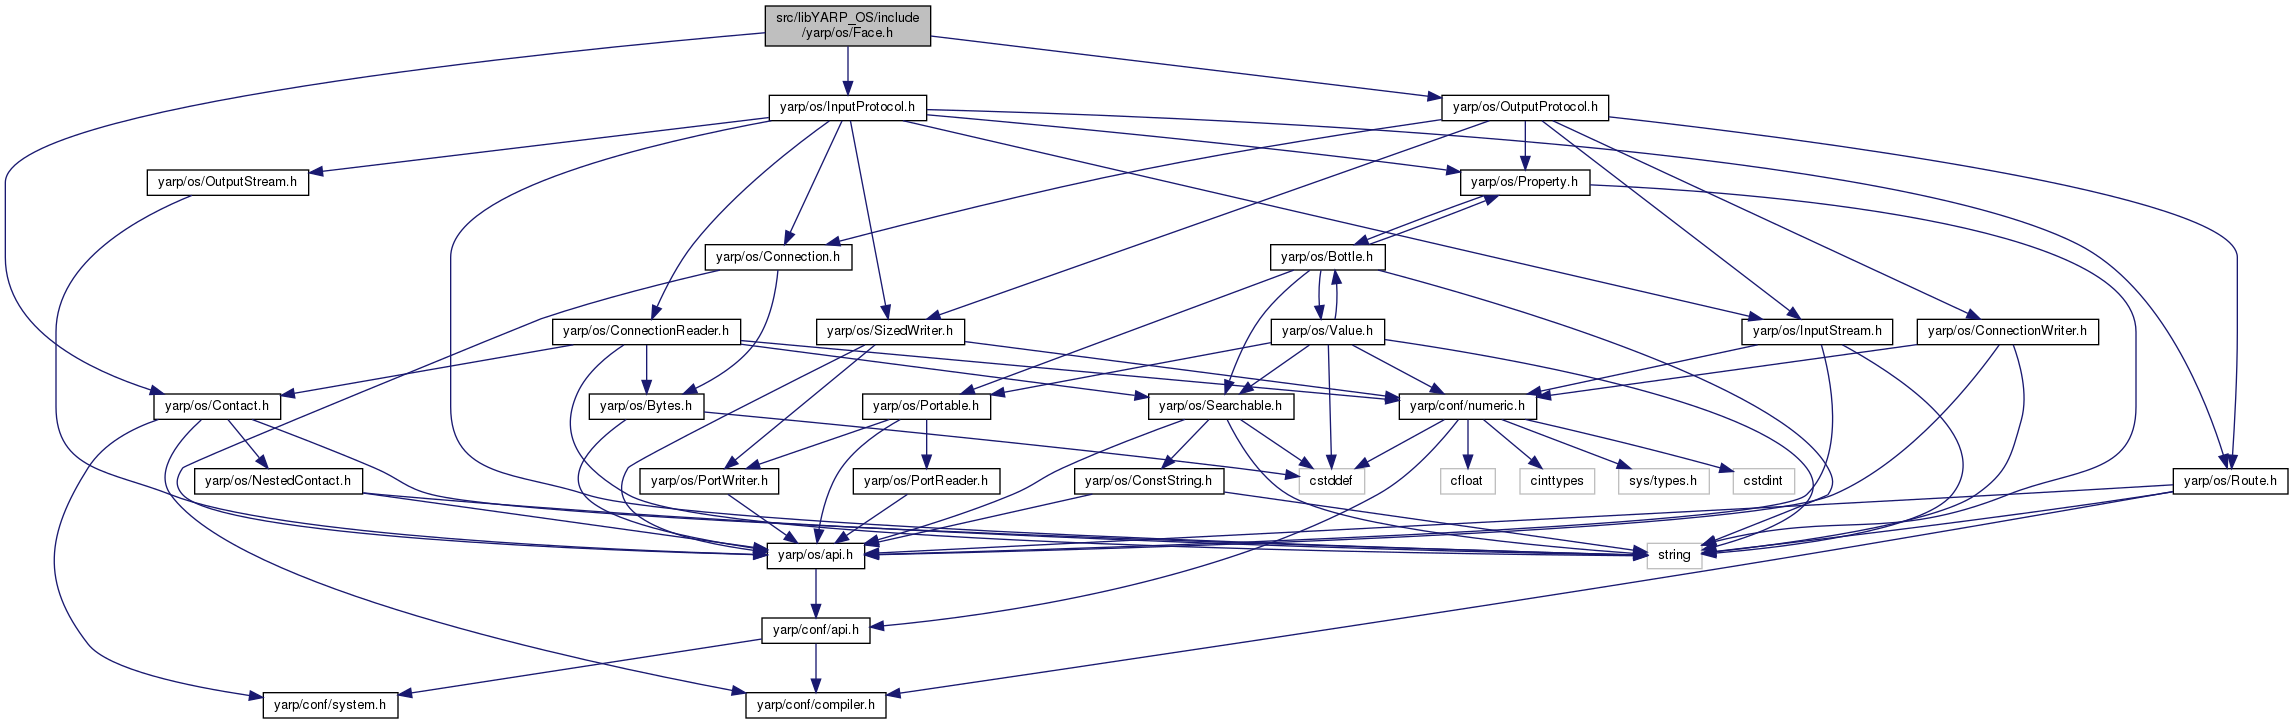 src/libYARP_OS/include
/yarp/os/Face.h
yarp/os/InputProtocol.h
yarp/os/OutputProtocol.h
yarp/os/OutputStream.h
yarp/os/Property.h
yarp/os/Connection.h
yarp/os/Bottle.h
yarp/os/ConnectionReader.h
yarp/os/SizedWriter.h
yarp/os/Value.h
yarp/os/InputStream.h
yarp/os/ConnectionWriter.h
yarp/os/Contact.h
yarp/os/Bytes.h
yarp/os/Portable.h
yarp/os/Searchable.h
yarp/conf/numeric.h
yarp/os/NestedContact.h
yarp/os/PortWriter.h
yarp/os/PortReader.h
yarp/os/ConstString.h
cstddef
cfloat
cinttypes
sys/types.h
cstdint
yarp/os/Route.h
yarp/os/api.h
string
yarp/conf/api.h
yarp/conf/system.h
yarp/conf/compiler.h